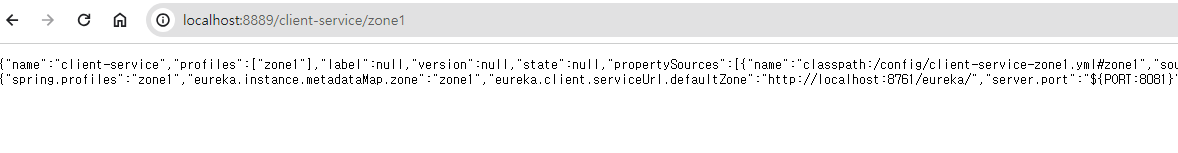 localhost:8889/client-service/zone1
{"name":"client-service","profiles":["zone1"],"label":null,"version":null,"state":null,"propertySources":[{"name":"classpath:/config/client-service-zone1.yml#zone1","sou
{"spring.profiles":"zone1","eureka.instance.metadataMap.zone":"zone1","eureka.client.serviceUrl.defaultZone":"http://localhost:8761/eureka/","server.port":"${PORT:8081}"